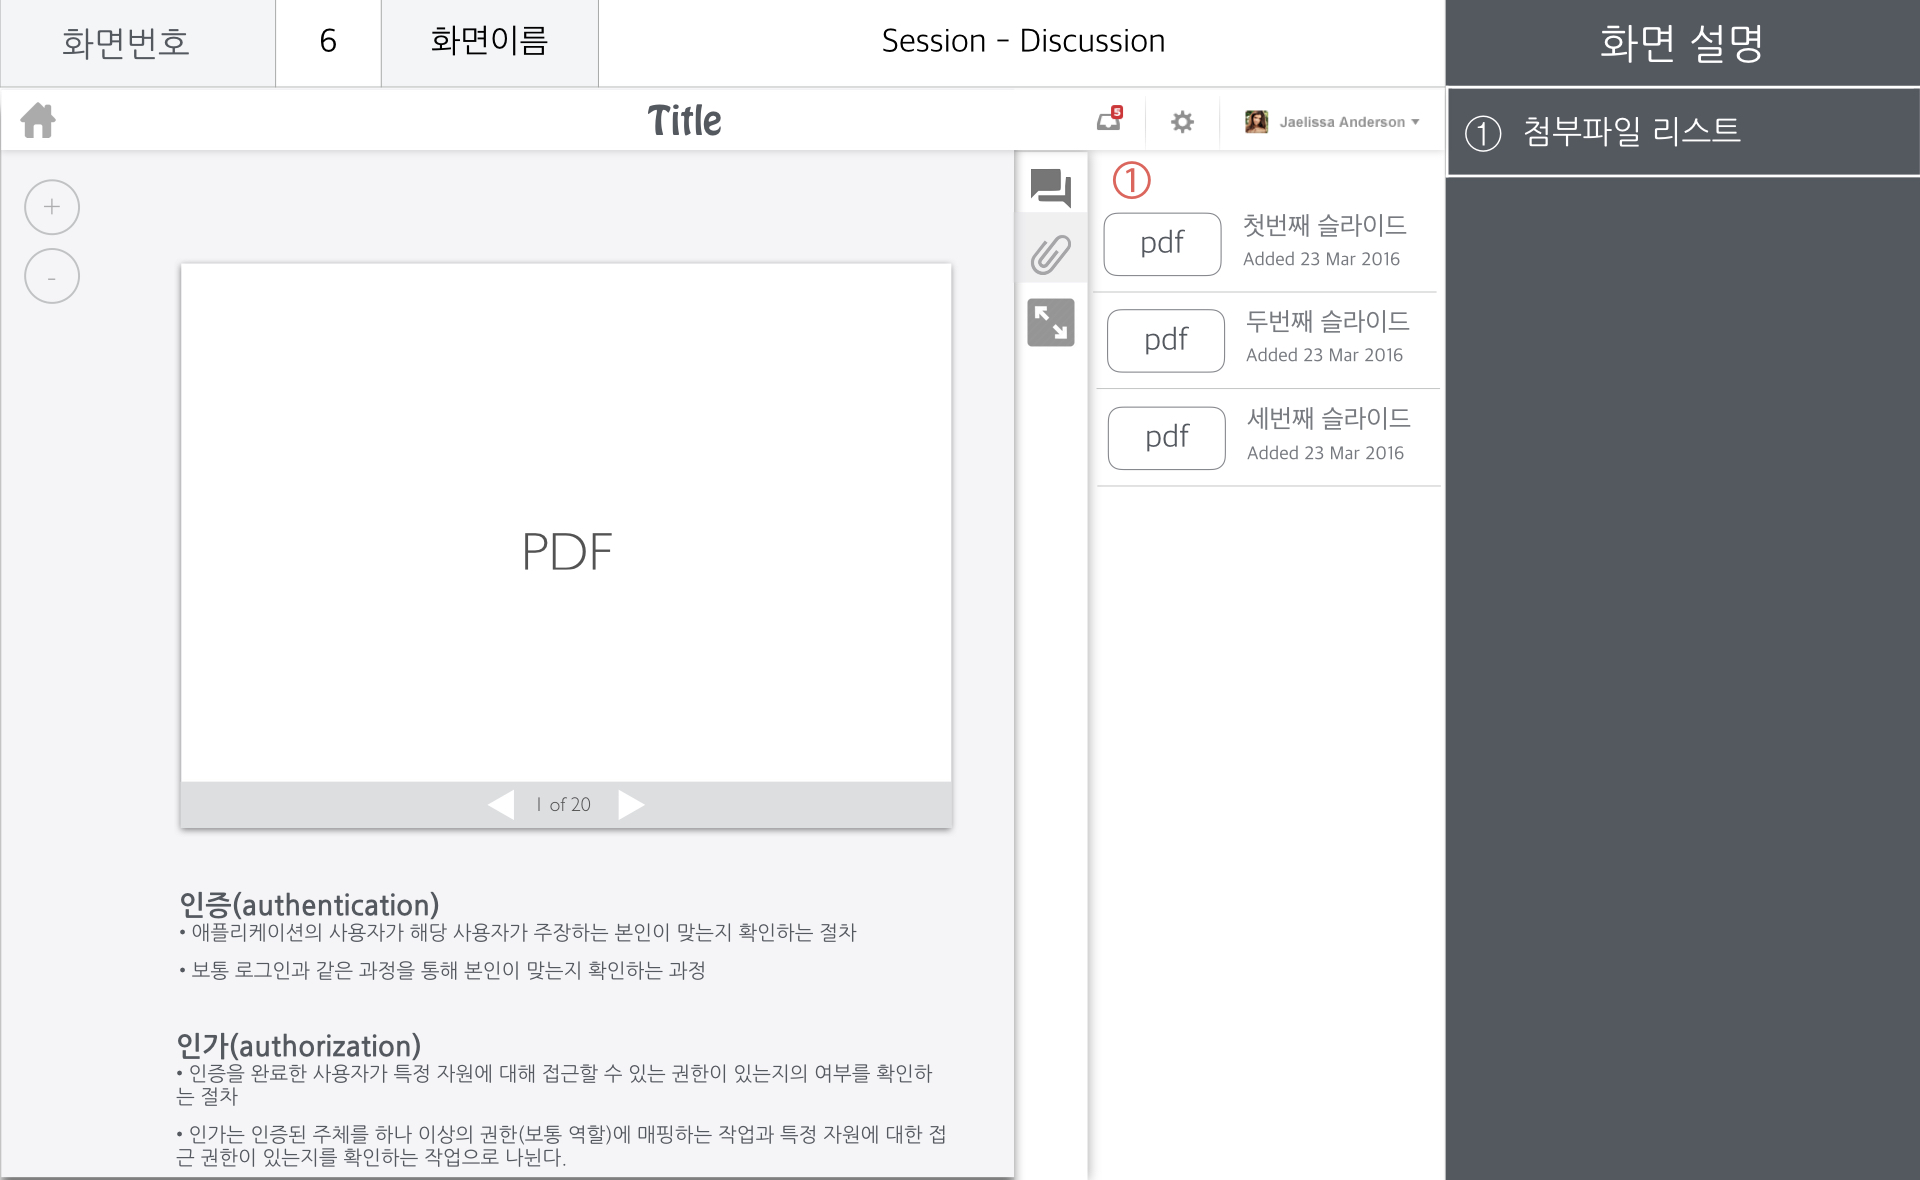 화면번호
6
화면이름
Session - Discussion
화면 설명
Title
5
Jaelissa Anderson
① 첨부파일 리스트
+
-
①
pdf
첫번째 슬라이드
Added 23 Mar 2016
pdf
두번째 슬라이드
Added 23 Mar 2016
pdf
세번째 슬라이드
Added 23 Mar 2016
PDF
1 of 20
인증(authentication)
• 애플리케이션의 사용자가 해당 사용자가 주장하는 본인이 맞는지 확인하는 절차
• 보통 로그인과 같은 과정을 통해 본인이 맞는지 확인하는 과정
인가(authorization)
• 인증을 완료한 사용자가 특정 자원에 대해 접근할 수 있는 권한이 있는지의 여부를 확인하
는 절차
• 인가는 인증된 주체를 하나 이상의 권한(보통 역할)에 매핑하는 작업과 특정 자원에 대한 접
근 권한이 있는지를 확인하는 작업으로 나뉜다.